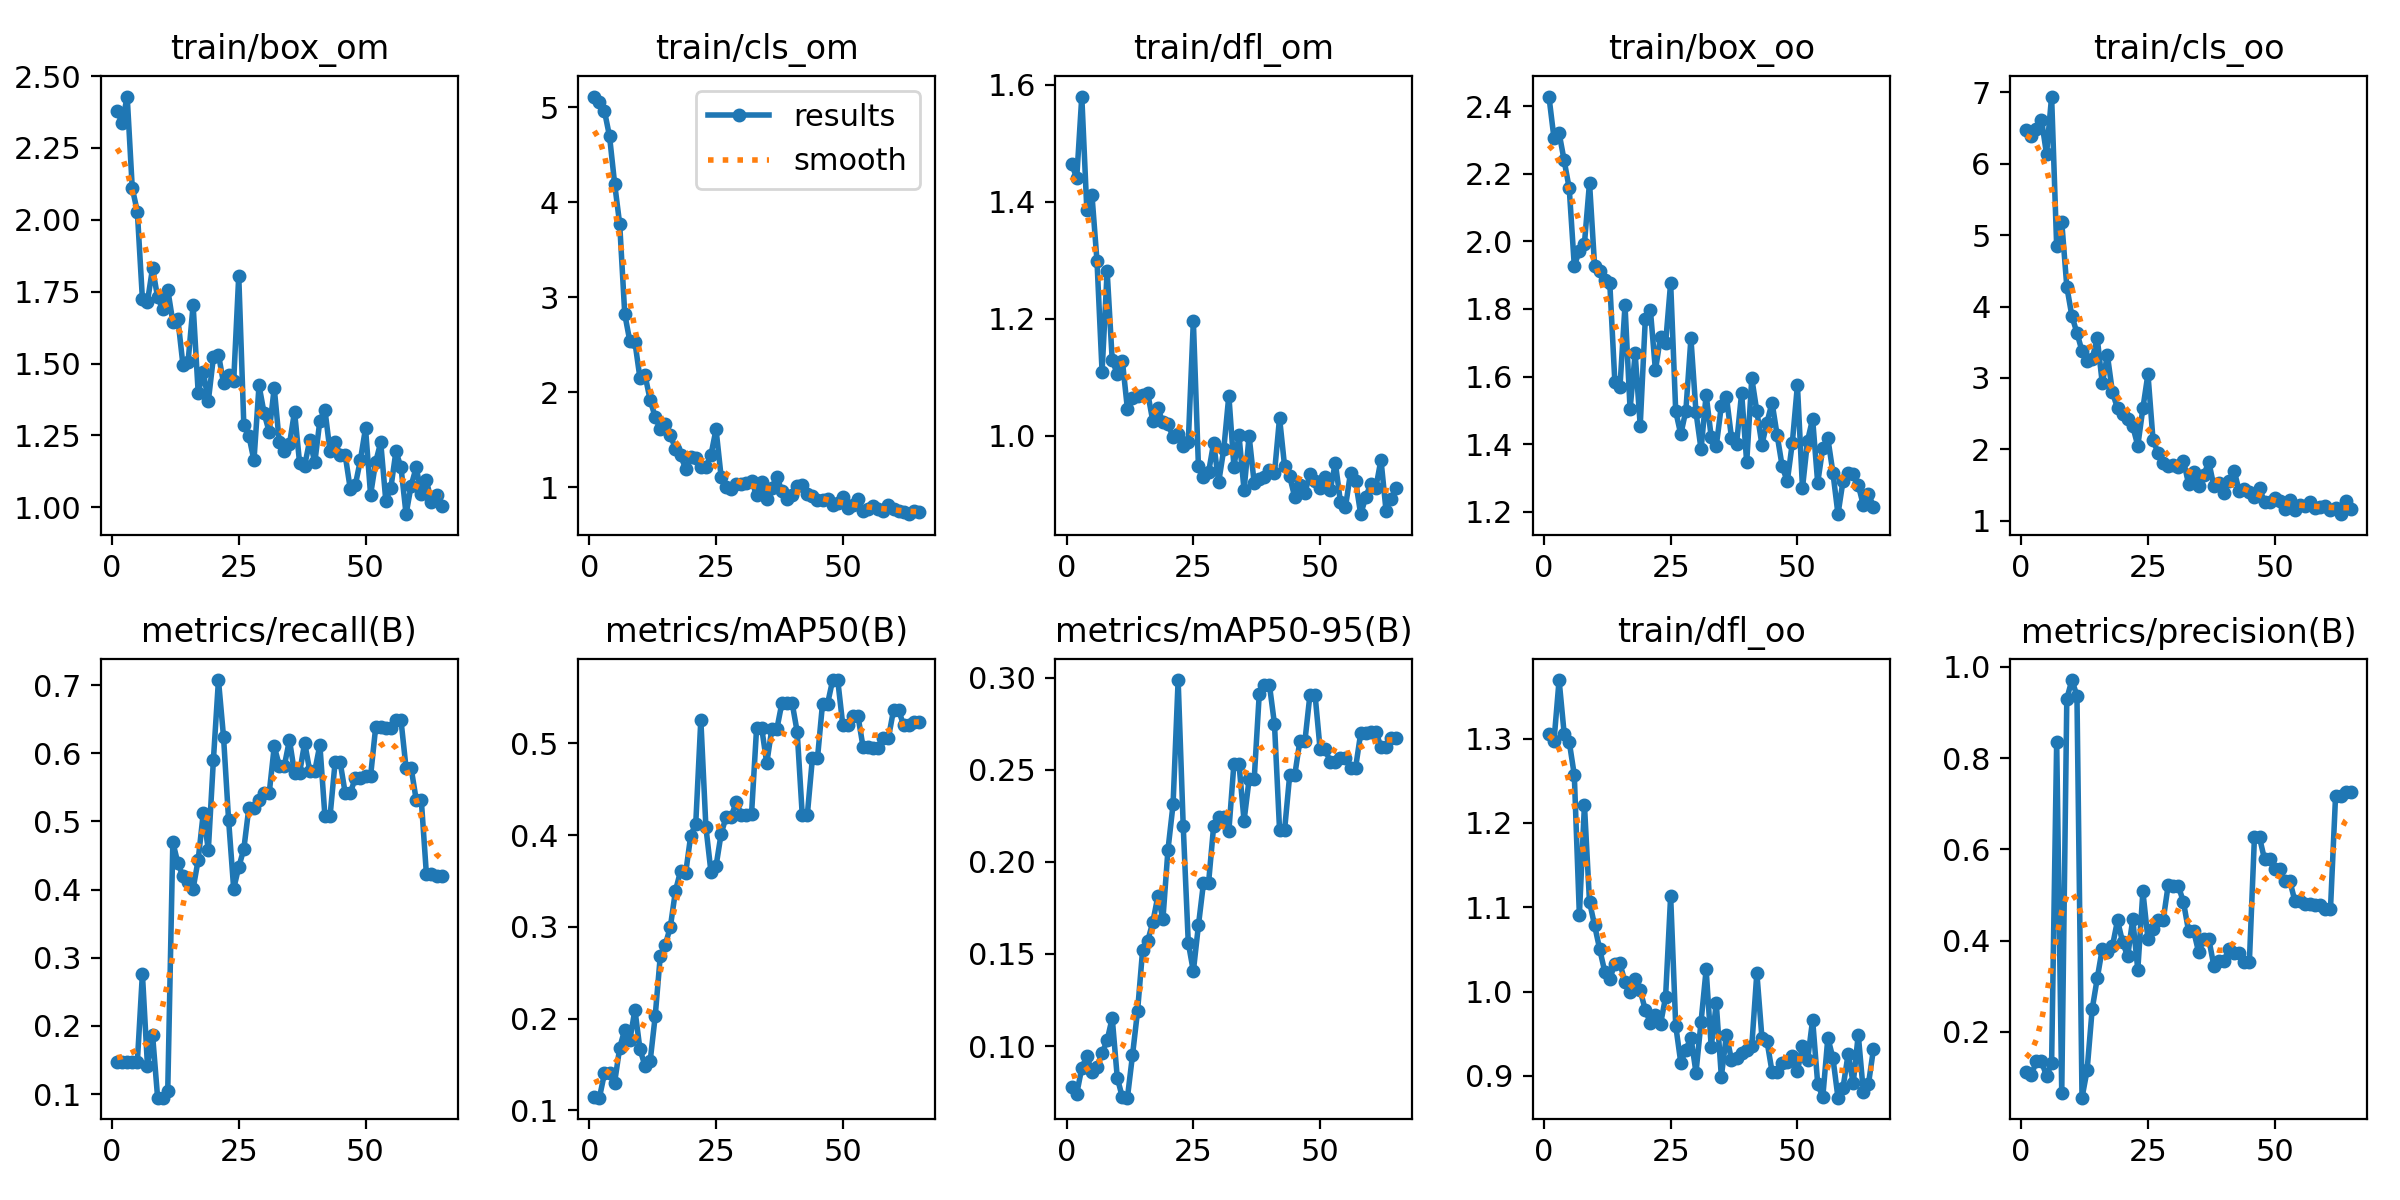 train/box_om
2.50
2.25
2.00
1.75
1.50
1.25
1.00
0 25 50
train/cls_om
results
smooth
5
4
3
2
1
0 25 50
train/dfl_om
1.6
1.4
1.2
1.0
0 25 50
train/box_oo
2.4
2.2
2.0
1.8
1.6
1.4
1.2
0 25 50
train/cls_oo
7
6
5
4
3
2
1
0 25 50
metrics/recall(B)
0.7
0.6
0.5
0.4
0.3
0.2
0.1
0 25 50
metrics/mAP50(B)
0.5
0.4
0.3
0.2
0.1
0 25 50
metrics/mAP50-95(B)
0.30
0.25
0.20
0.15
0.10
0 25 50
train/dfl_oo
1.3
1.2
1.1
1.0
0.9
0 25 50
metrics/precision(B)
1.0
0.8
0.6
0.4
0.2
0 25 50